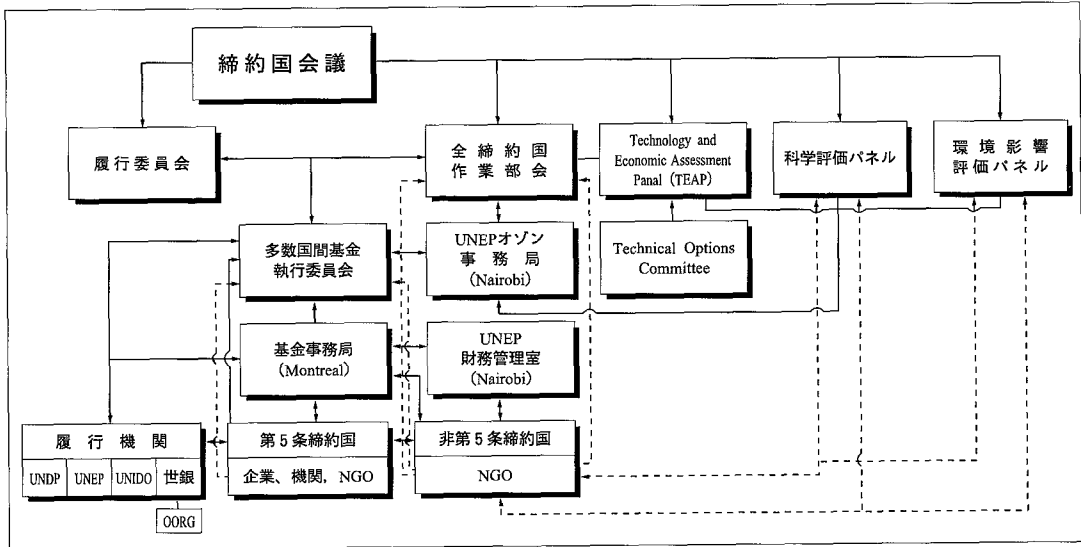 締約国会議
履行委員会
全締約国
作業部会
Technology and
Economic Assessment
Panal (TEAP)
科学評価パネル
環境影響
評価パネル
多数国間基金
執行委員会
UNEPオゾン
事務局
(Nairobi)
Technical Options
Committee
基金事務局
(Montreal)
UNEP
財務管理室
(Nairobi)
履行機関
UNDP
UNEP
UNIDO
世銀
OORG
第5条締約国
企業、機関, NGO
非第5条締約国
NGO